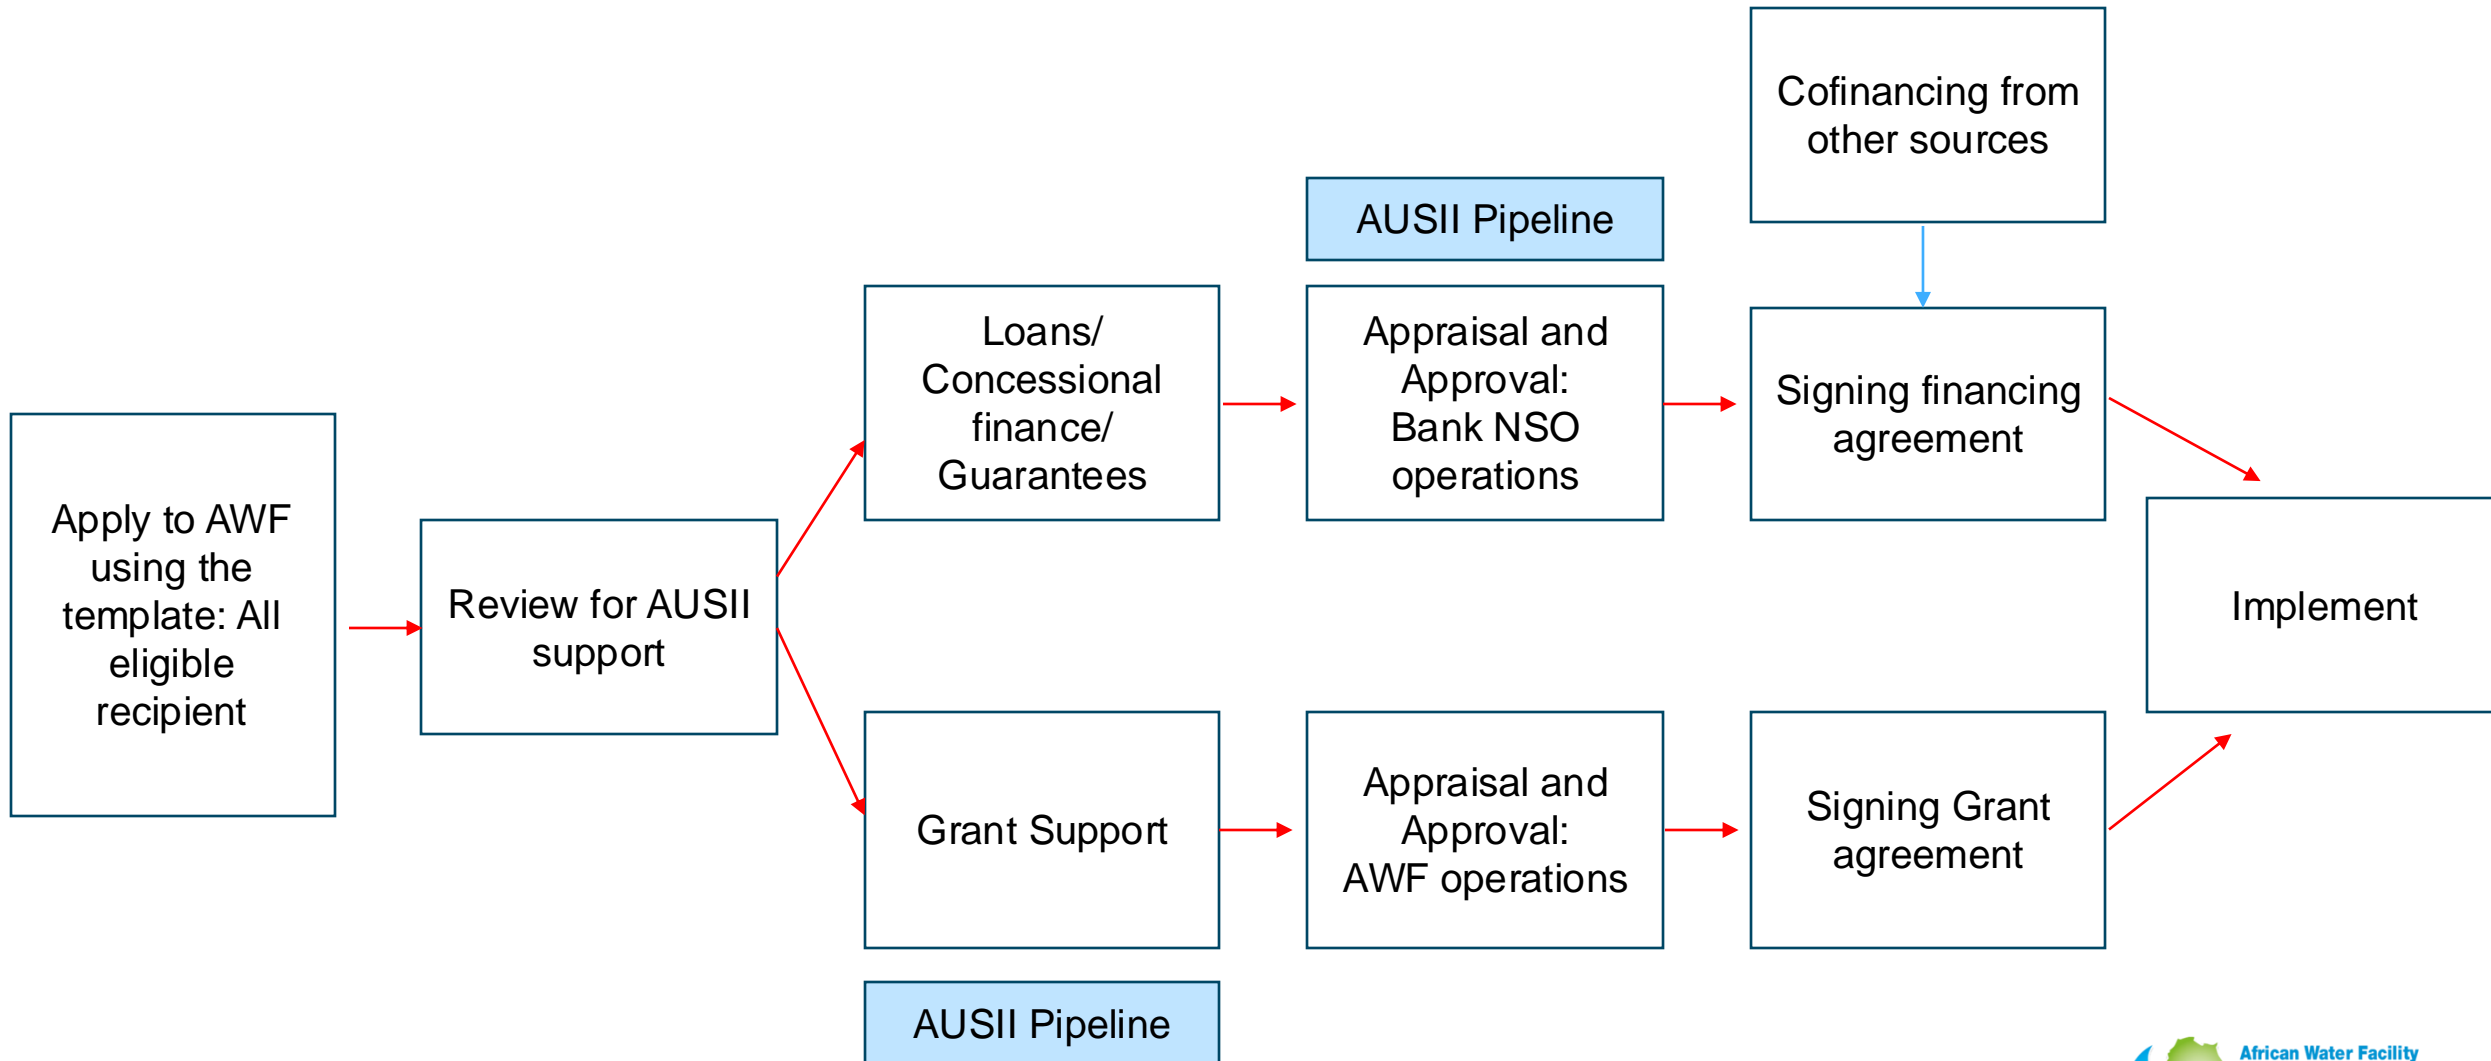 Apply to AWF
using the
template: All
eligible
recipient
Review for AUSII
support
Loans/
Concessional
finance/
Guarantees
AUSII Pipeline
Appraisal and
Approval:
Bank NSO
operations
Cofinancing from
other sources
Signing financing
agreement
Grant Support
AUSII Pipeline
Appraisal and
Approval:
AWF operations
Signing Grant
agreement
Implement
African Water Facility